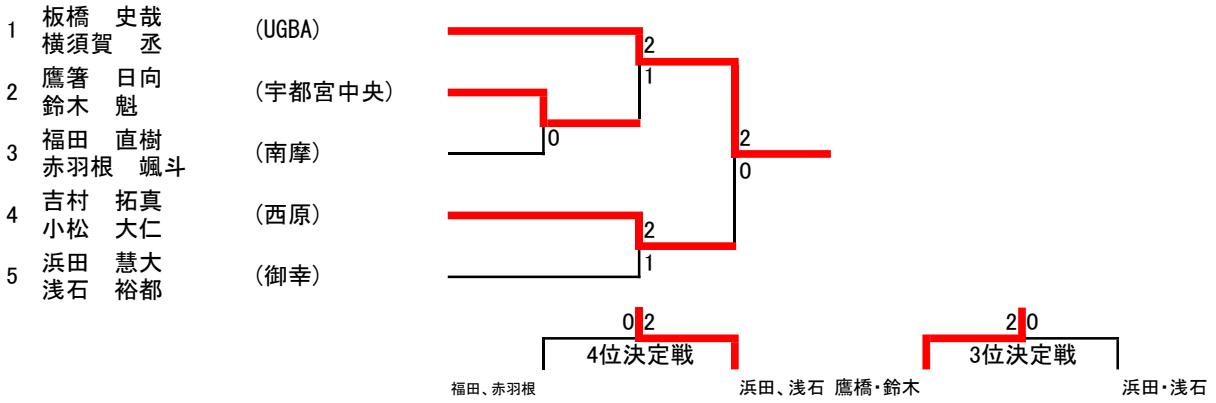 1 板橋 史哉
横須賀 丞
(UGBA)
2 鷹箸 日向
鈴木 魁
(宇都宮中央)
3 福田 直樹
赤羽根 颯斗
(南摩)
4 吉村 拓真
小松 大仁
(西原)
5 浜田 慧大
浅石 裕都
(御幸)
2
1
0
2
0
2
1
0 2
4位決定戦
福田、赤羽根
浜田、浅石
2 0
3位決定戦
鷹橋・鈴木
浜田・浅石